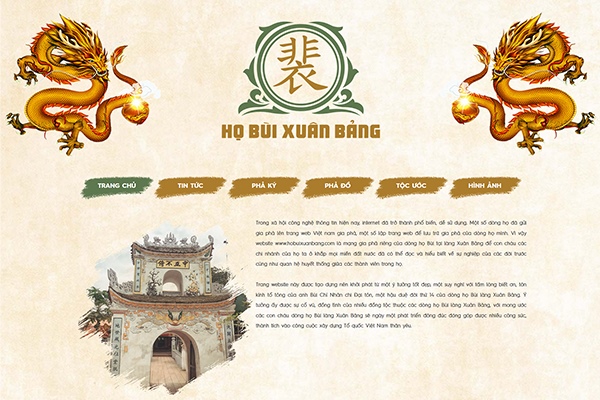 裴
HỌ BÙI XUÂN BẢNG
TRANG CHỦ
TIN TỨC
PHẢ KÝ
PHẢ ĐỒ
TỘC ƯỚC
HÌNH ẢNH
Trong xã hội công nghệ thông tin hiện nay, internet đã trở thành phổ biến, dễ sử dụng. Một số dòng họ đã gửi
gia phả lên trang web Việt nam gia phả, một số lập trang web để lưu trữ gia phả của dòng họ mình. Vì vậy
website www.hobuixuanbang.com là mạng gia phả riêng của dòng họ Bùi tại làng Xuân Bảng để con cháu các
chi nhánh của họ ta ở khắp mọi miền đất nước đã có thể đọc và hiểu biết về sự nghiệp của các đời trước
cũng như quan hệ huyết thống giữa các thành viên trong họ.
Trang website này được tạo dựng nên khởi phát từ một ý tưởng tốt đẹp, một suy nghĩ với tấm lòng biết ơn, tôn
kính tổ tông của anh Bùi Chí Nhân chi Đại tôn, một hậu duệ đời thứ 14 của dòng họ Bùi làng Xuân Bảng. Ý
tưởng ấy được sự cổ vũ, đồng tình của nhiều đồng tộc thuộc các dòng họ Bùi làng Xuân Bảng, với mong ước
các con cháu dòng họ Bùi làng Xuân Bảng sẽ ngày một phát triển đông đúc đóng góp được nhiều công sức,
thành tích vào công cuộc xây dựng Tổ quốc Việt Nam thân yêu.